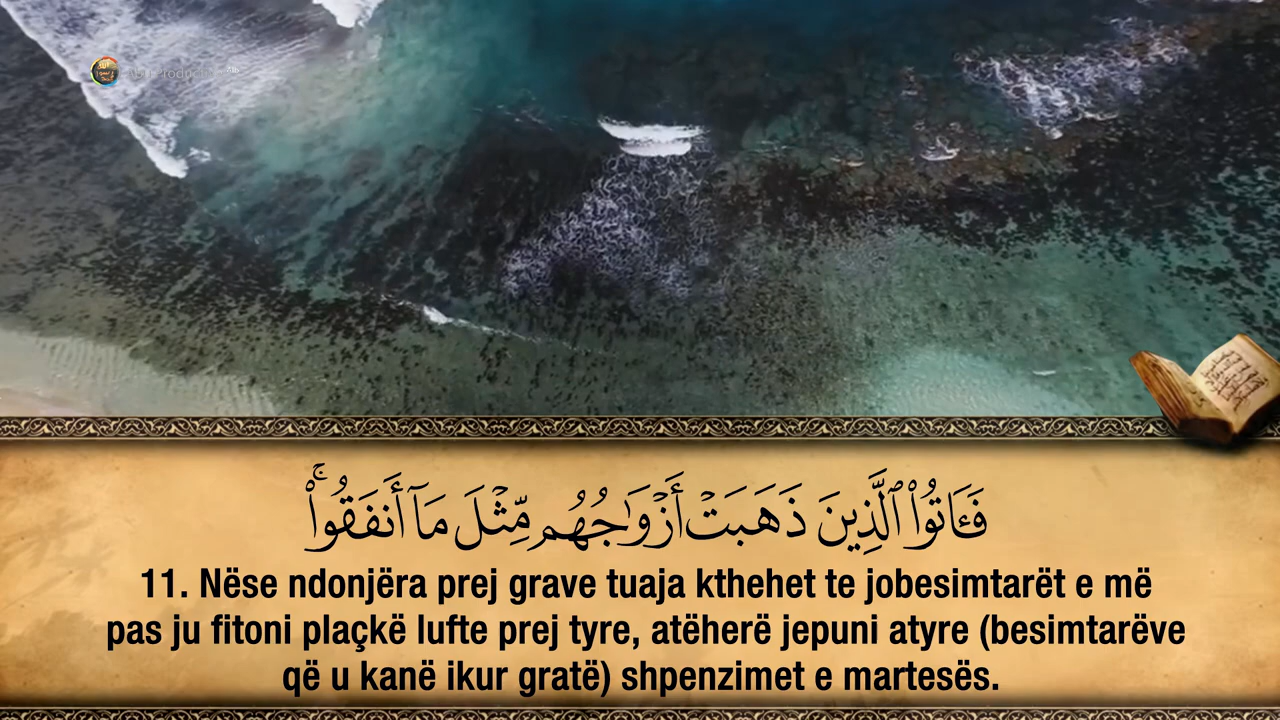 فَـَٔاتُوا۟ ٱلَّذِينَ ذَهَبَتْ أَزْوَٰجُهُم مِّثْلَ مَآ أَنفَقُوا۟ ۚ
11. Nëse ndonjëra prej grave tuaja kthehet te jobesimtarët e më
pas ju fitoni plaçkë lufte prej tyre, atëherë jepuni atyre (besimtarëve
që u kanë ikur gratë) shpenzimet e martesës.